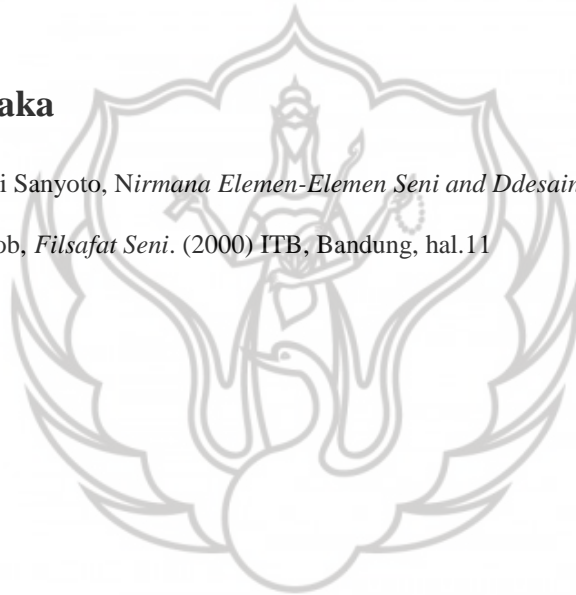 aka
i Sanyoto, Nirmana Elemen-Elemen Seni and Ddesain
ob, Filsafat Seni. (2000) ITB, Bandung, hal.11